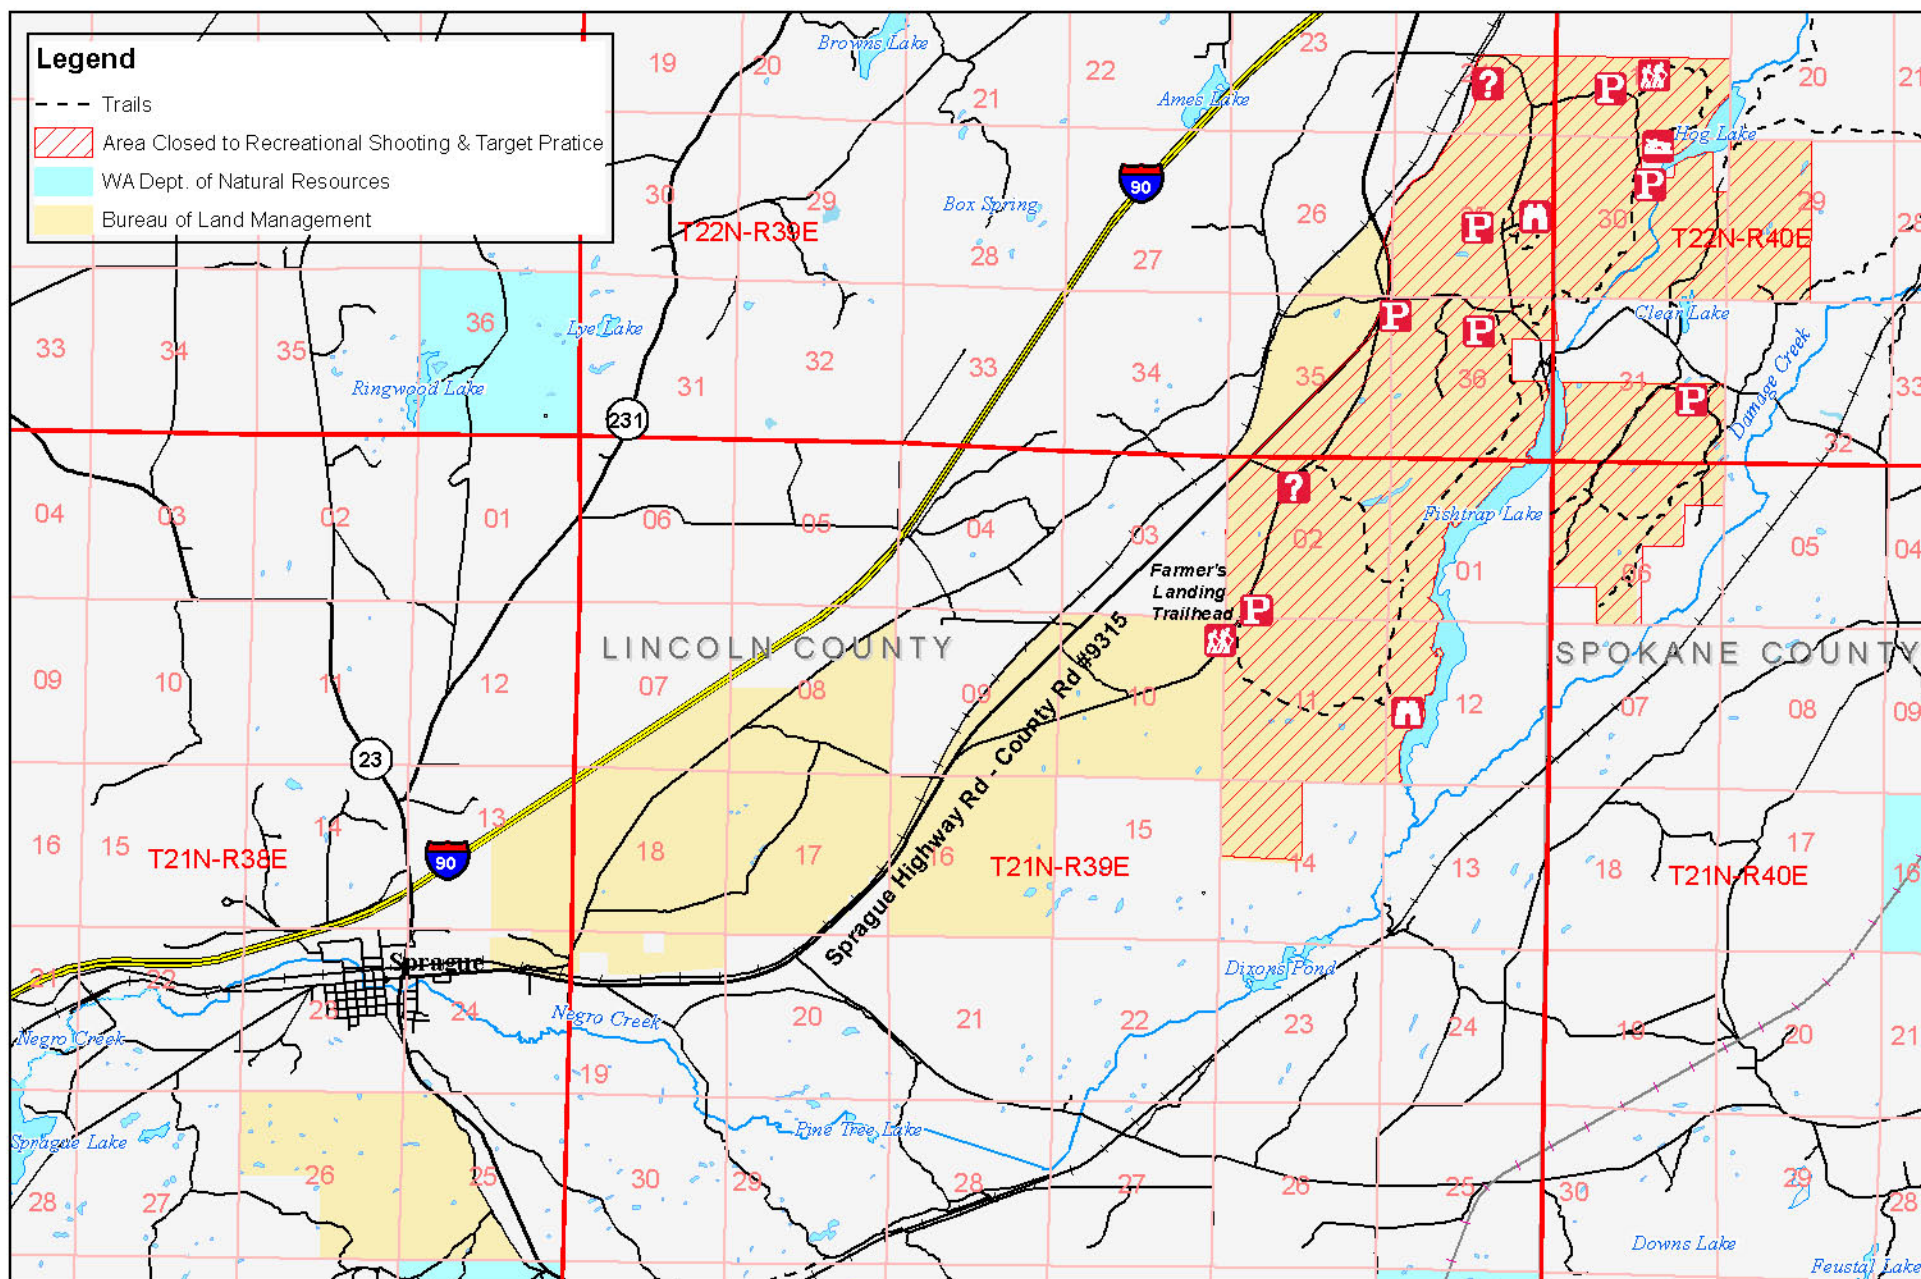 Legend
Trails
Area Closed to Recreational Shooting & Target Pratice
WA Dept. of Natural Resources
Bureau of Land Management
Browns Lake
Ames Lake
Hog Lake
Box Spring
Clear Lake
Lye Lake
Ringwood Lake
Damage Creek
Fishtrap Lake
Farmer's
Landing
Trailhead
LINCOLN COUNTY
SPOKANE COUNTY
Sprague Highway Rd - County Rd #9315
Sprague
Dixons Pond
Negro Creek
Negro Creek
Sprague Lake
Pine Tree Lake
Downs Lake
Feustal Lake
T22N-R39E
T22N-R40E
T21N-R38E
T21N-R39E
T21N-R40E
90
90
231
23
?
?
P
P
P
P
P
P
P
19
20
21
22
23
20
21
30
29
28
27
26
30
29
28
33
34
35
36
31
32
33
34
35
36
31
32
33
04
03
02
01
06
05
04
03
02
01
06
05
04
09
10
11
12
07
08
09
10
11
12
07
08
09
16
15
14
13
18
17
16
15
14
13
18
17
16
21
22
23
24
19
20
21
22
23
24
19
20
21
28
27
26
25
30
29
28
27
26
25
30
29
28